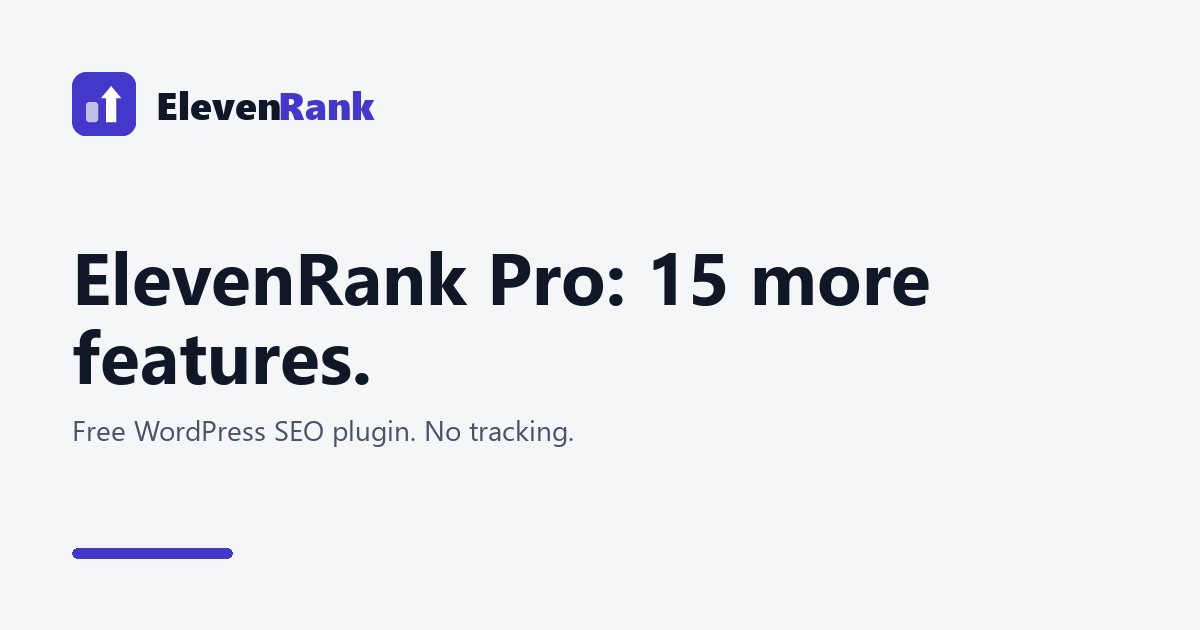 ElevenRank
ElevenRank Pro: 15 more
features.
Free WordPress SEO plugin. No tracking.